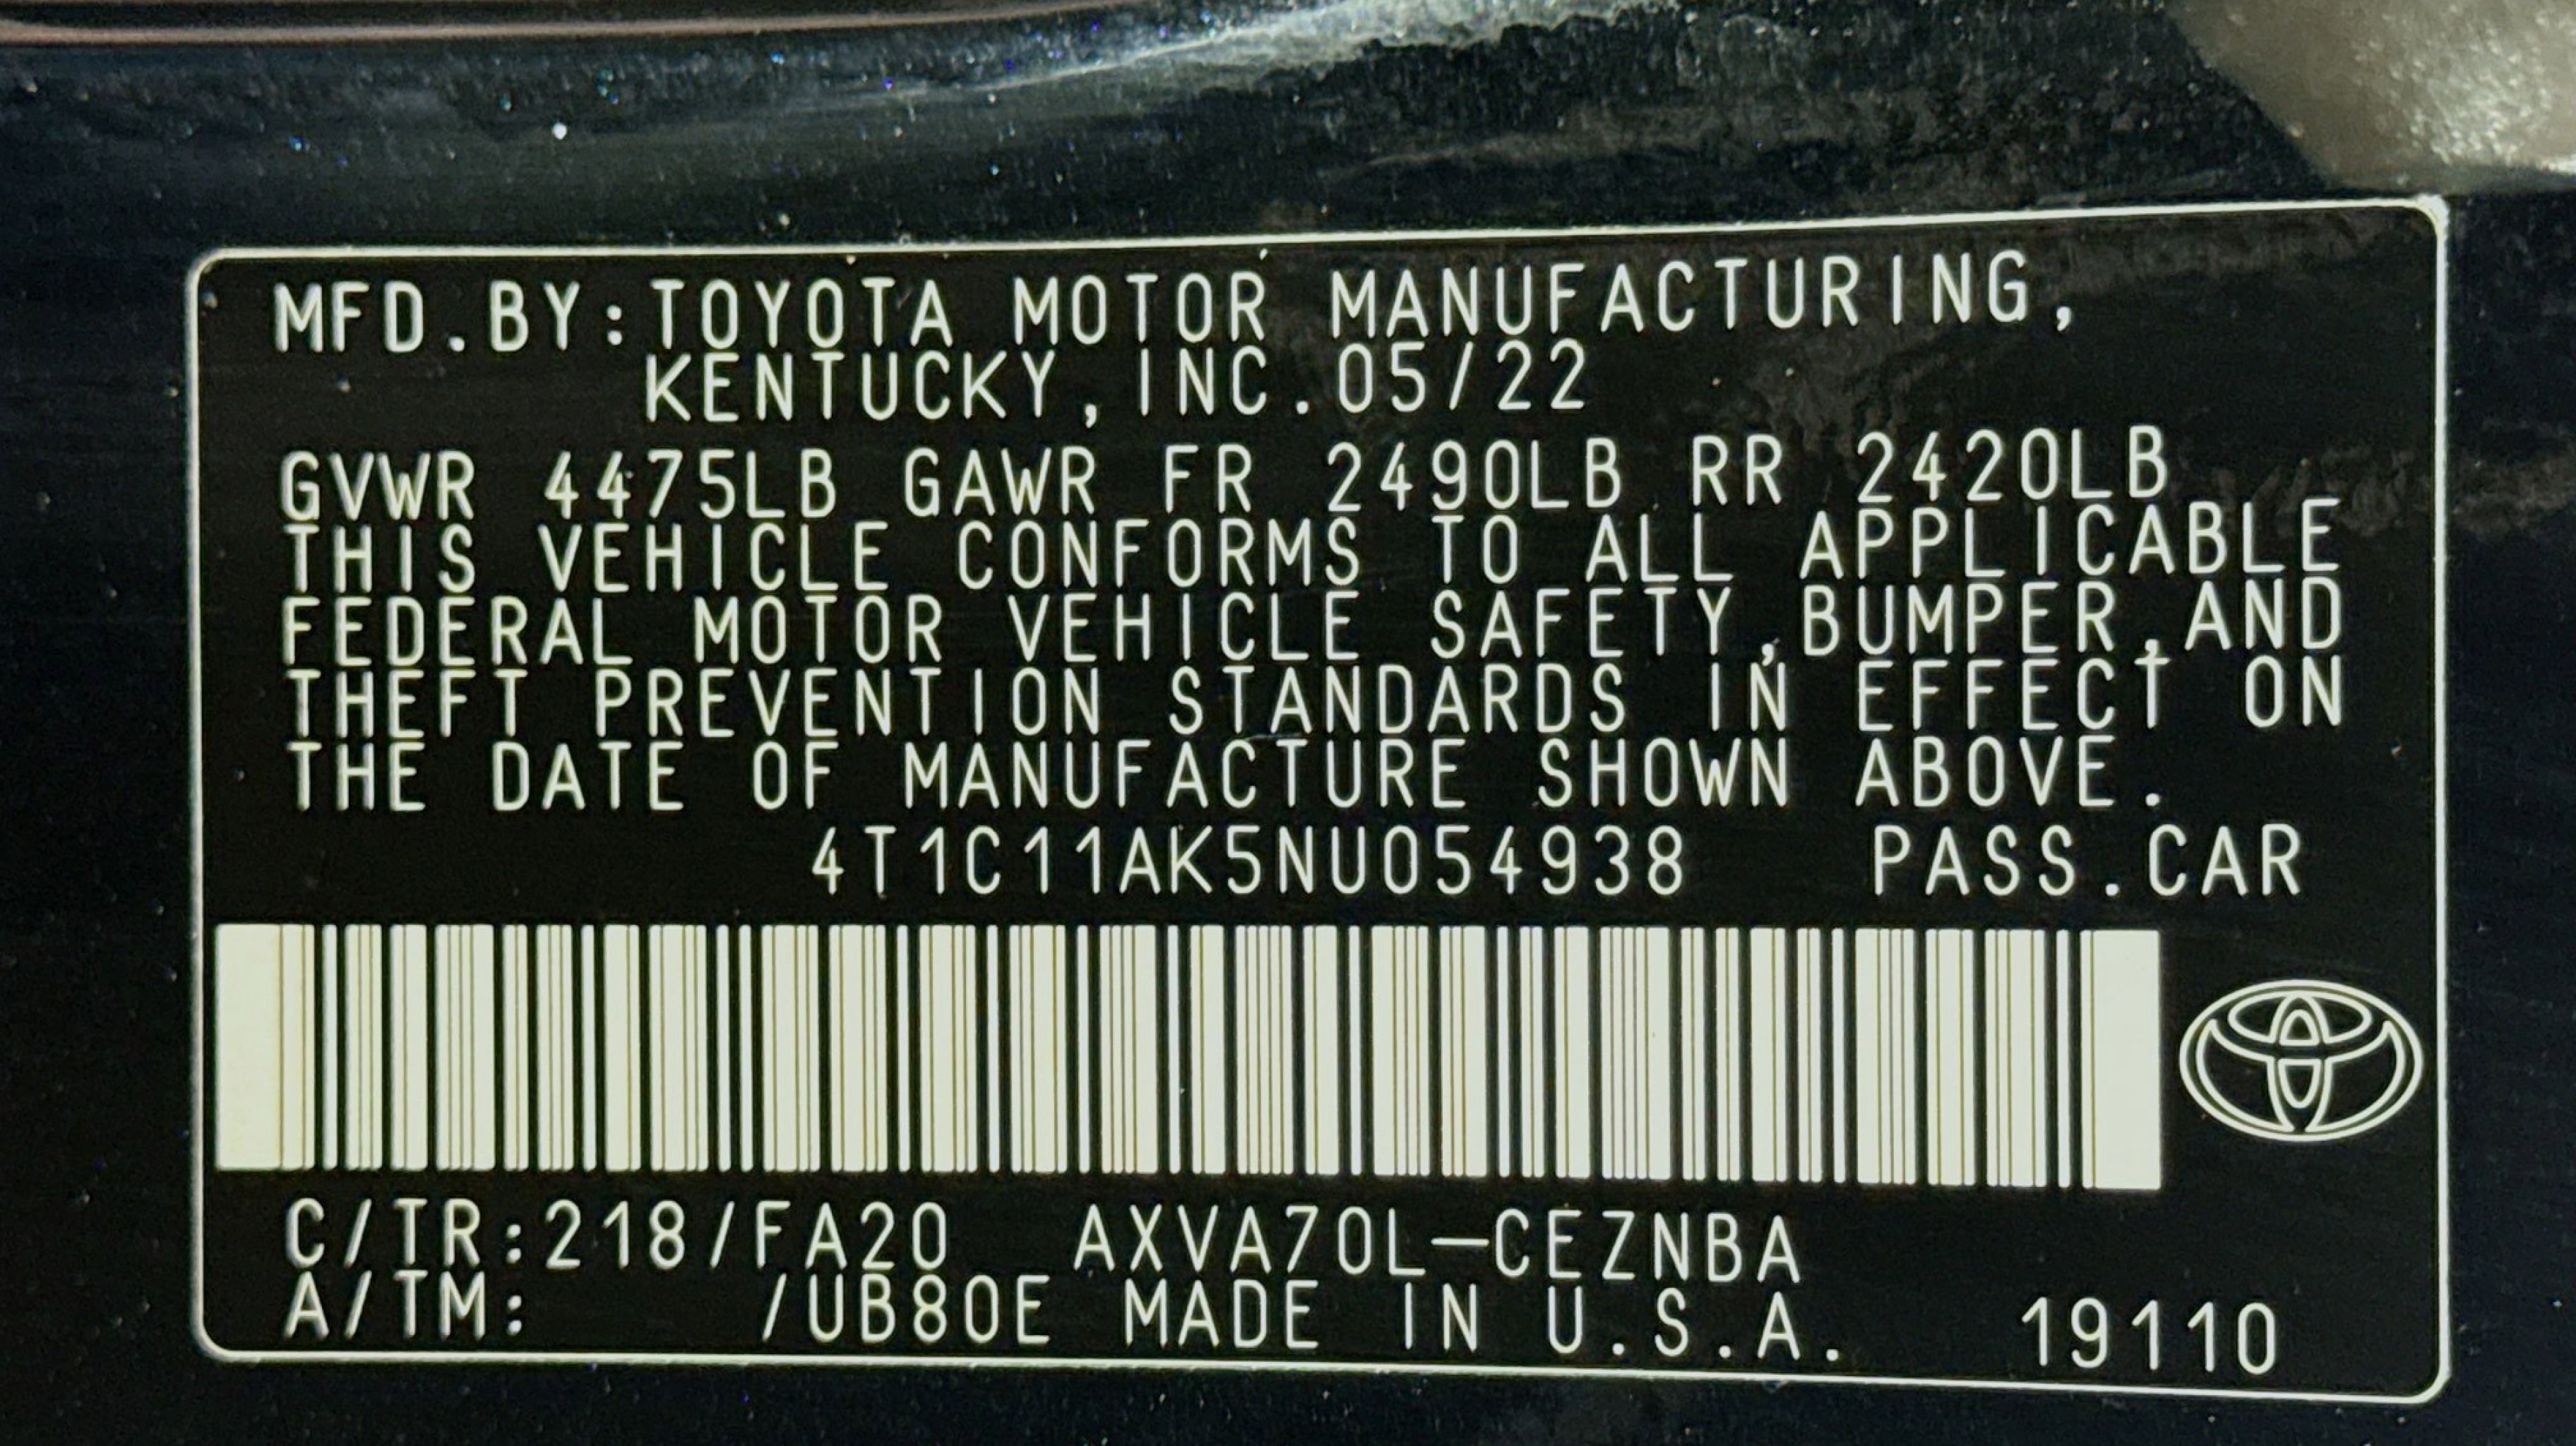 MFD.BY:TOYOTA MOTOR MANUFACTURING,
KENTUCKY,INC.05/22
GVWR 4475LB GAWR FR 2490LB RR 2420LB
THIS VEHICLE CONFORMS TO ALL APPLICABLE
FEDERAL MOTOR VEHICLE SAFETY,BUMPER,AND
THEFT PREVENTION STANDARDS IN EFFECT ON
THE DATE OF MANUFACTURE SHOWN ABOVE.
4T1C11AK5NU054938 PASS.CAR
C/TR:218/FA20 AXVA70L-CEZNBA
A/TM: /UB80E MADE IN U.S.A. 19110